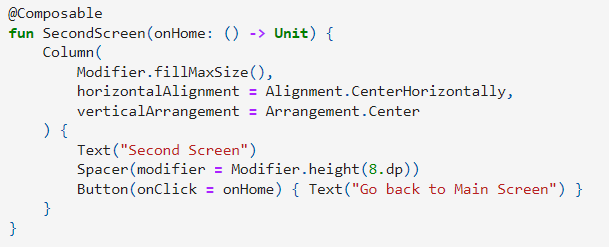 @Composable
fun SecondScreen(onHome: () -> Unit) {
    Column(
        Modifier.fillMaxSize(),
        horizontalAlignment = Alignment.CenterHorizontally,
        verticalArrangement = Arrangement.Center
    ) {
        Text("Second Screen")
        Spacer(modifier = Modifier.height(8.dp))
        Button(onClick = onHome) { Text("Go back to Main Screen") }
    }
}